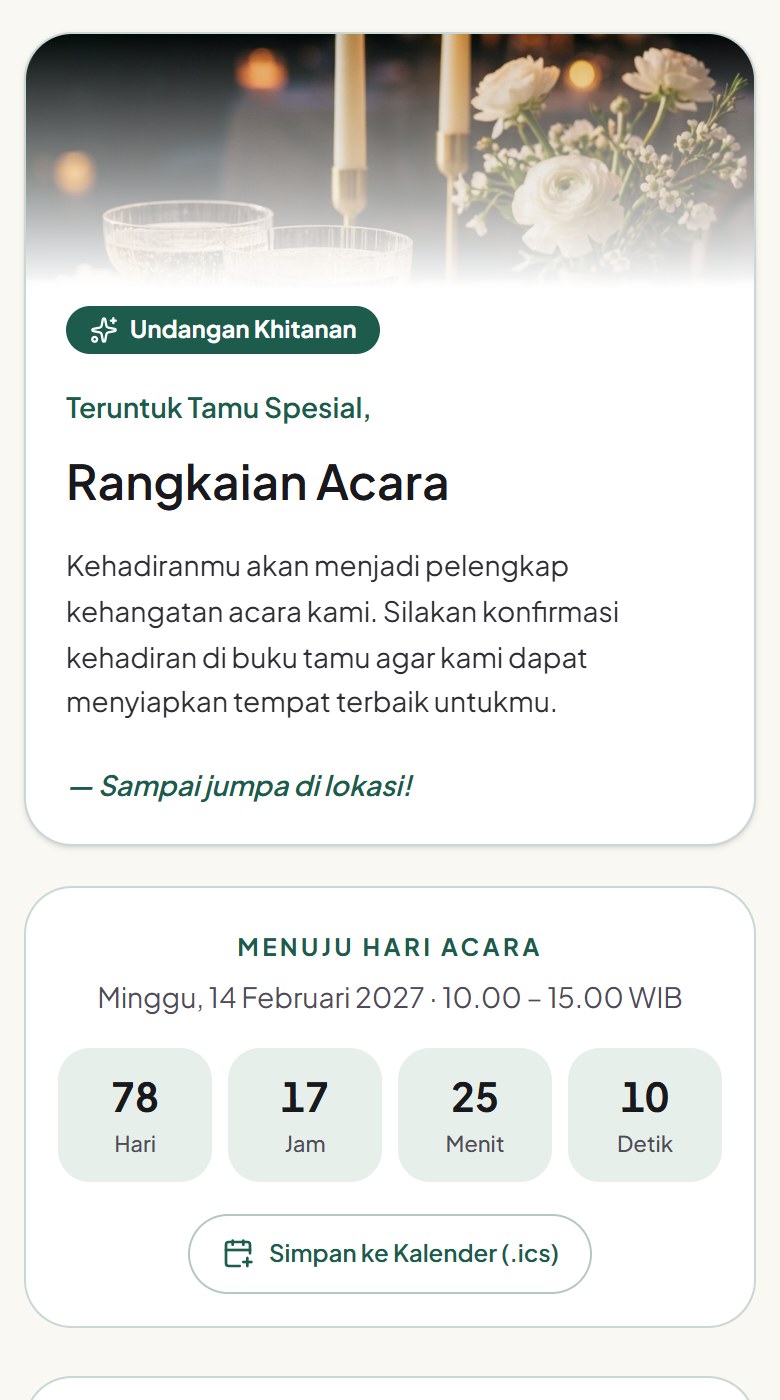 Undangan Khitanan
Teruntuk Tamu Spesial,
Rangkaian Acara
Kehadiranmu akan menjadi pelengkap
kehangatan acara kami. Silakan konfirmasi
kehadiran di buku tamu agar kami dapat
menyiapkan tempat terbaik untukmu.
— Sampai jumpa di lokasi!
MENUJU HARI ACARA
Minggu, 14 Februari 2027 · 10.00 – 15.00 WIB
78 17 25 10
Hari Jam Menit Detik
Simpan ke Kalender (.ics)